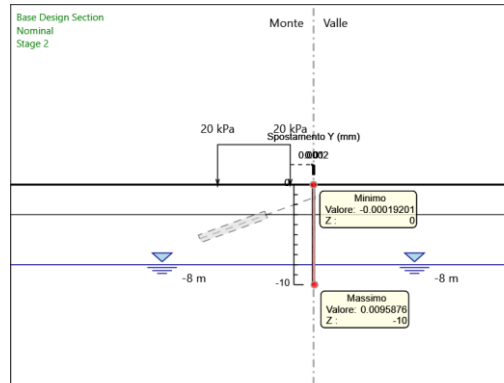 Base Design Section
Nominal
Stage 2
Monte
Valle
20 kPa
20 kPa
Spostamento Y (mm)
0
Minimo
Valore: -0.00019201
Z : 0
-8 m
-8 m
-10
Massimo
Valore: 0.0095876
Z : -10